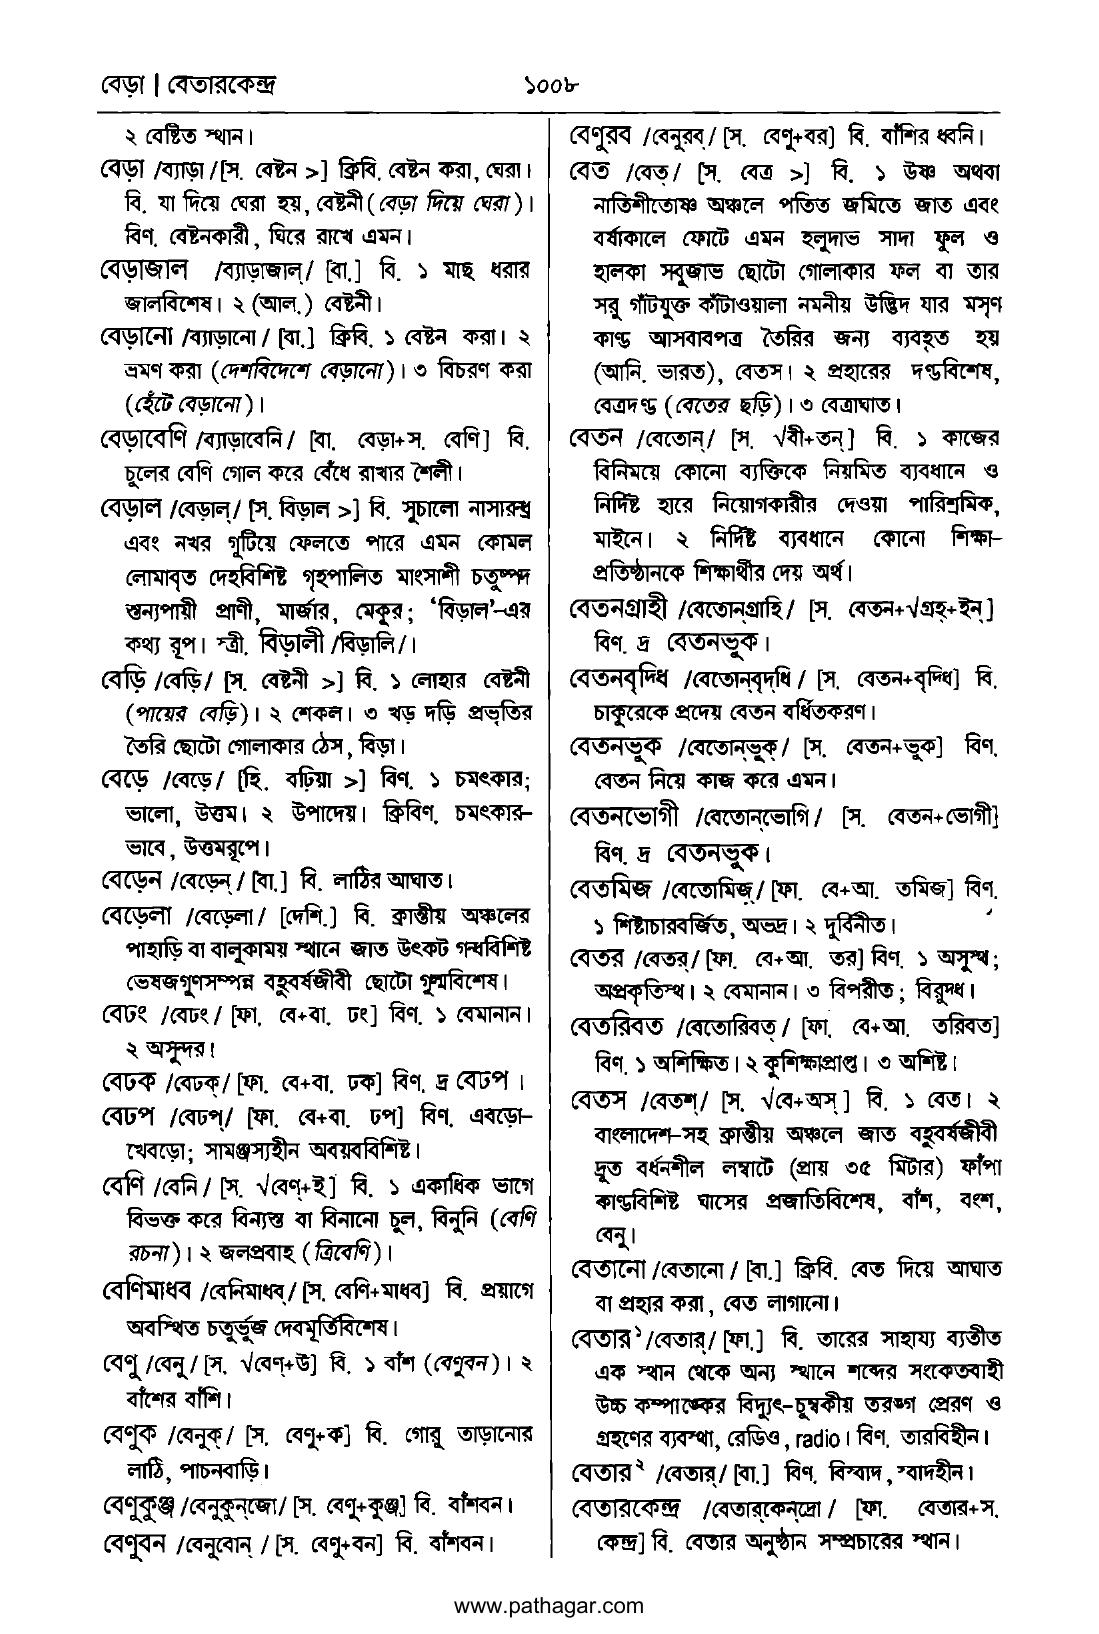 বেড়া | বেতারকেন্দ্র
১০০৮
২ বেষ্টিত স্থান।
বেড়া /ব্যাড়া/[স. বেষ্টন >] ক্রিবি. বেষ্টন করা, ঘেরা।
বি. যা দিয়ে ঘেরা হয়, বেষ্টনী (বেড়া দিয়ে ঘেরা)।
বিণ. বেষ্টনকারী, ঘিরে রাখে এমন।
বেড়াজাল /ব্যাড়াজাল্/ [বা.] বি. ১ মাছ ধরার
জালবিশেষ। ২ (আল.) বেষ্টনী।
বেড়ানো /ব্যাড়ানো/ [বা.] ক্রিবি. ১ বেষ্টন করা। ২
ভ্রমণ করা (দেশবিদেশে বেড়ানো)। ৩ বিচরণ করা
(হেঁটে বেড়ানো)।
বেড়াবেণি /ব্যাড়াবেনি/ [বা. বেড়া+স. বেণি] বি.
চুলের বেণি গোল করে বেঁধে রাখার শৈলী।
বেড়াল /বেড়াল্/ [স. বিড়াল >] বি. সূচালো নাসারন্ধ্র
এবং নখর গুটিয়ে ফেলতে পারে এমন কোমল
লোমাবৃত দেহবিশিষ্ট গৃহপালিত মাংসাশী চতুষ্পদ
স্তন্যপায়ী প্রাণী, মার্জার, মেকুর; ‘বিড়াল’-এর
কথ্য রূপ। স্ত্রী. বিড়ালী /বিড়ালি/।
বেড়ি /বেড়ি/ [স. বেষ্টনী >] বি. ১ লোহার বেষ্টনী
(পায়ের বেড়ি)। ২ শেকল। ৩ খড় দড়ি প্রভৃতির
তৈরি ছোটো গোলাকার ঠেস, বিড়া।
বেড়ে /বেড়ে/ [হি. বঢ়িয়া >] বিণ. ১ চমৎকার;
ভালো, উত্তম। ২ উপাদেয়। ক্রিবিণ. চমৎকার-
ভাবে, উত্তমরূপে।
বেড়েন /বেড়েন্/ [বা.] বি. লাঠির আঘাত।
বেড়েলা /বেড়েলা/ [দেশি.] বি. ক্রান্তীয় অঞ্চলের
পাহাড়ি বা বালুকাময় স্থানে জাত উৎকট গন্ধবিশিষ্ট
ভেষজগুণসম্পন্ন বহুবর্ষজীবী ছোটো গুল্মবিশেষ।
বেঢং /বেঢং/ [ফা. বে+বা. ঢং] বিণ. ১ বেমানান।
২ অসুন্দর।
বেঢক /বেঢক্/ [ফা. বে+বা. ঢক] বিণ. দ্র বেঢপ।
বেঢপ /বেঢপ্/ [ফা. বে+বা. ঢপ] বিণ. এবড়ো-
খেবড়ো; সামঞ্জস্যহীন অবয়ববিশিষ্ট।
বেণি /বেনি/ [স. √বেণ্+ই] বি. ১ একাধিক ভাগে
বিভক্ত করে বিন্যস্ত বা বিনানো চুল, বিনুনি (বেণি
রচনা)। ২ জলপ্রবাহ (ত্রিবেণি)।
বেণিমাধব /বেনিমাধব্/ [স. বেণি+মাধব] বি. প্রয়াগে
অবস্থিত চতুর্ভুজ দেবমূর্তিবিশেষ।
বেণু /বেনু/ [স. √বেণ্+উ] বি. ১ বাঁশ (বেণুবন)। ২
বাঁশের বাঁশি।
বেণুক /বেনুক্/ [স. বেণু+ক] বি. গোরু তাড়ানোর
লাঠি, পাচনবাড়ি।
বেণুকুঞ্জ /বেনুকুন্‌জো/ [স. বেণু+কুঞ্জ] বি. বাঁশবন।
বেণুবন /বেনুবোন্/ [স. বেণু+বন] বি. বাঁশবন।
বেণুরব /বেনুরব্/ [স. বেণু+বর] বি. বাঁশির ধ্বনি।
বেত /বেত্/ [স. বেত্র >] বি. ১ উষ্ণ অথবা
নাতিশীতোষ্ণ অঞ্চলে পতিত জমিতে জাত এবং
বর্ষাকালে ফোটে এমন হলুদাভ সাদা ফুল ও
হালকা সবুজাভ ছোটো গোলাকার ফল বা তার
সরু গাঁটযুক্ত কাঁটাওয়ালা নমনীয় উদ্ভিদ যার মসৃণ
কাণ্ড আসবাবপত্র তৈরির জন্য ব্যবহৃত হয়
(আনি. ভারত), বেতস। ২ প্রহারের দণ্ডবিশেষ,
বেত্রদণ্ড (বেতের ছড়ি)। ৩ বেত্রাঘাত।
বেতন /বেতোন্/ [স. √বী+তন্] বি. ১ কাজের
বিনিময়ে কোনো ব্যক্তিকে নিয়মিত ব্যবধানে ও
নির্দিষ্ট হারে নিয়োগকারীর দেওয়া পারিশ্রমিক,
মাইনে। ২ নির্দিষ্ট ব্যবধানে কোনো শিক্ষা-
প্রতিষ্ঠানকে শিক্ষার্থীর দেয় অর্থ।
বেতনগ্রাহী /বেতোন্‌গ্রাহি/ [স. বেতন+√গ্রহ্+ইন্]
বিণ. দ্র বেতনভুক।
বেতনবৃদ্ধি /বেতোন্‌বৃদ্‌ধি/ [স. বেতন+বৃদ্ধি] বি.
চাকুরেকে প্রদেয় বেতন বর্ধিতকরণ।
বেতনভুক /বেতোন্‌ভুক্/ [স. বেতন+ভুক] বিণ.
বেতন নিয়ে কাজ করে এমন।
বেতনভোগী /বেতোন্‌ভোগি/ [স. বেতন+ভোগী]
বিণ. দ্র বেতনভুক।
বেতমিজ /বেতোমিজ্/ [ফা. বে+আ. তমিজ] বিণ.
১ শিষ্টাচারবর্জিত, অভদ্র। ২ দুর্বিনীত।
বেতর /বেতর্/ [ফা. বে+আ. তর] বিণ. ১ অসুস্থ;
অপ্রকৃতিস্থ। ২ বেমানান। ৩ বিপরীত; বিরুদ্ধ।
বেতরিবত /বেতোরিবত্/ [ফা. বে+আ. তরিবত]
বিণ. ১ অশিক্ষিত। ২ কুশিক্ষাপ্রাপ্ত। ৩ অশিষ্ট।
বেতস /বেতশ্/ [স. √বে+অস্] বি. ১ বেত। ২
বাংলাদেশ-সহ ক্রান্তীয় অঞ্চলে জাত বহুবর্ষজীবী
দ্রুত বর্ধনশীল লম্বাটে (প্রায় ৩৫ মিটার) ফাঁপা
কাণ্ডবিশিষ্ট ঘাসের প্রজাতিবিশেষ, বাঁশ, বংশ,
বেনু।
বেতানো /বেতানো/ [বা.] ক্রিবি. বেত দিয়ে আঘাত
বা প্রহার করা, বেত লাগানো।
বেতার¹ /বেতার্/ [ফা.] বি. তারের সাহায্য ব্যতীত
এক স্থান থেকে অন্য স্থানে শব্দের সংকেতবাহী
উচ্চ কম্পাঙ্কের বিদ্যুৎ-চুম্বকীয় তরঙ্গ প্রেরণ ও
গ্রহণের ব্যবস্থা, রেডিও, radio। বিণ. তারবিহীন।
বেতার² /বেতার্/ [বা.] বিণ. বিস্বাদ, স্বাদহীন।
বেতারকেন্দ্র /বেতার্‌কেন্‌দ্রো/ [ফা. বেতার+স.
কেন্দ্র] বি. বেতার অনুষ্ঠান সম্প্রচারের স্থান।
www.pathagar.com